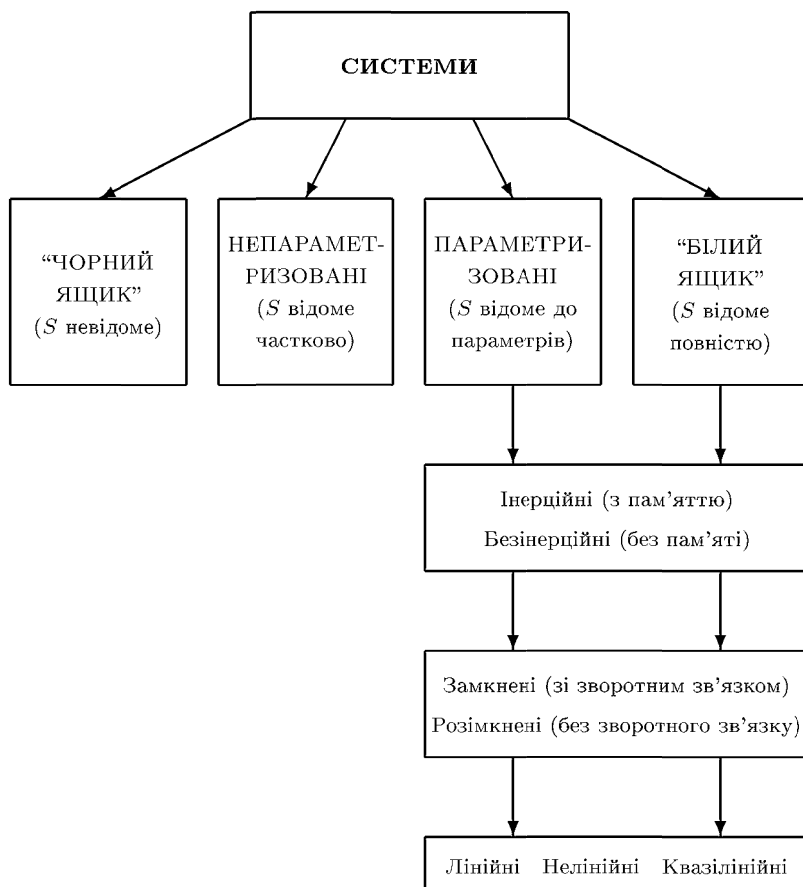 СИСТЕМИ
“ЧОРНИЙ
ЯЩИК”
(S невідоме)
НЕПАРАМЕТ-
РИЗОВАНІ
(S відоме
частково)
ПАРАМЕТРИ-
ЗОВАНІ
(S відоме до
параметрів)
“БІЛИЙ
ЯЩИК”
(S відоме
повністю)
Інерційні (з пам’яттю)
Безінерційні (без пам’яті)
Замкнені (зі зворотним зв’язком)
Розімкнені (без зворотного зв’язку)
Лінійні Нелінійні Квазілінійні